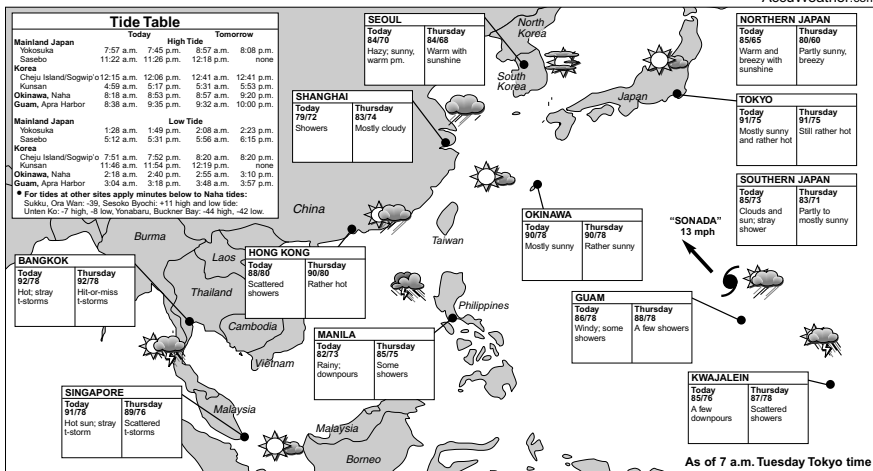 AccuWeather.com
Tide Table
Today Tomorrow
Mainland Japan High Tide
Yokosuka 7:57 a.m. 7:45 p.m. 8:57 a.m. 8:08 p.m.
Sasebo 11:22 a.m. 11:26 p.m. 12:18 p.m. none
Korea
Cheju Island/Sogwip'o 12:15 a.m. 12:06 p.m. 12:41 a.m. 12:41 p.m.
Kunsan 4:59 a.m. 5:17 p.m. 5:31 a.m. 5:53 p.m.
Okinawa, Naha 8:18 a.m. 8:53 p.m. 8:57 a.m. 9:20 p.m.
Guam, Apra Harbor 8:38 a.m. 9:35 p.m. 9:32 a.m. 10:00 p.m.
Mainland Japan Low Tide
Yokosuka 1:28 a.m. 1:49 p.m. 2:08 a.m. 2:23 p.m.
Sasebo 5:12 a.m. 5:31 p.m. 5:56 a.m. 6:15 p.m.
Korea
Cheju Island/Sogwip'o 7:51 a.m. 7:52 p.m. 8:20 a.m. 8:20 p.m.
Kunsan 11:46 a.m. 11:54 p.m. 12:19 p.m. none
Okinawa, Naha 2:18 a.m. 2:40 p.m. 2:55 a.m. 3:10 p.m.
Guam, Apra Harbor 3:04 a.m. 3:18 p.m. 3:48 a.m. 3:57 p.m.
• For tides at other sites apply minutes below to Naha tides:
Sukku, Ora Wan: -39, Sesoko Byochi: +11 high and low tide:
Unten Ko: -7 high, -8 low, Yonabaru, Buckner Bay: -44 high, -42 low.
SEOUL
Today Thursday
84/70 84/68
Hazy; sunny, Warm with
warm pm. sunshine
North
Korea
South
Korea
Japan
NORTHERN JAPAN
Today Thursday
85/65 80/60
Warm and Partly sunny,
breezy with breezy
sunshine
SHANGHAI
Today Thursday
79/72 83/74
Showers Mostly cloudy
TOKYO
Today Thursday
91/75 91/75
Mostly sunny Still rather hot
and rather hot
SOUTHERN JAPAN
Today Thursday
85/73 83/71
Clouds and Partly to
sun; stray mostly sunny
shower
China
Taiwan
OKINAWA
Today Thursday
90/78 90/78
Mostly sunny Rather sunny
"SONADA"
13 mph
Burma
Laos
Thailand
Cambodia
Vietnam
BANGKOK
Today Thursday
92/78 92/78
Hot; stray Hit-or-miss
t-storms t-storms
HONG KONG
Today Thursday
88/80 90/80
Scattered Rather hot
showers
Philippines
GUAM
Today Thursday
86/78 88/78
Windy; some A few showers
showers
MANILA
Today Thursday
82/73 85/75
Rainy; Some
downpours showers
KWAJALEIN
Today Thursday
85/76 87/78
A few Scattered
downpours showers
SINGAPORE
Today Thursday
91/78 89/76
Hot sun; stray Scattered
t-storm t-storms
Malaysia
Malaysia
Borneo
As of 7 a.m. Tuesday Tokyo time